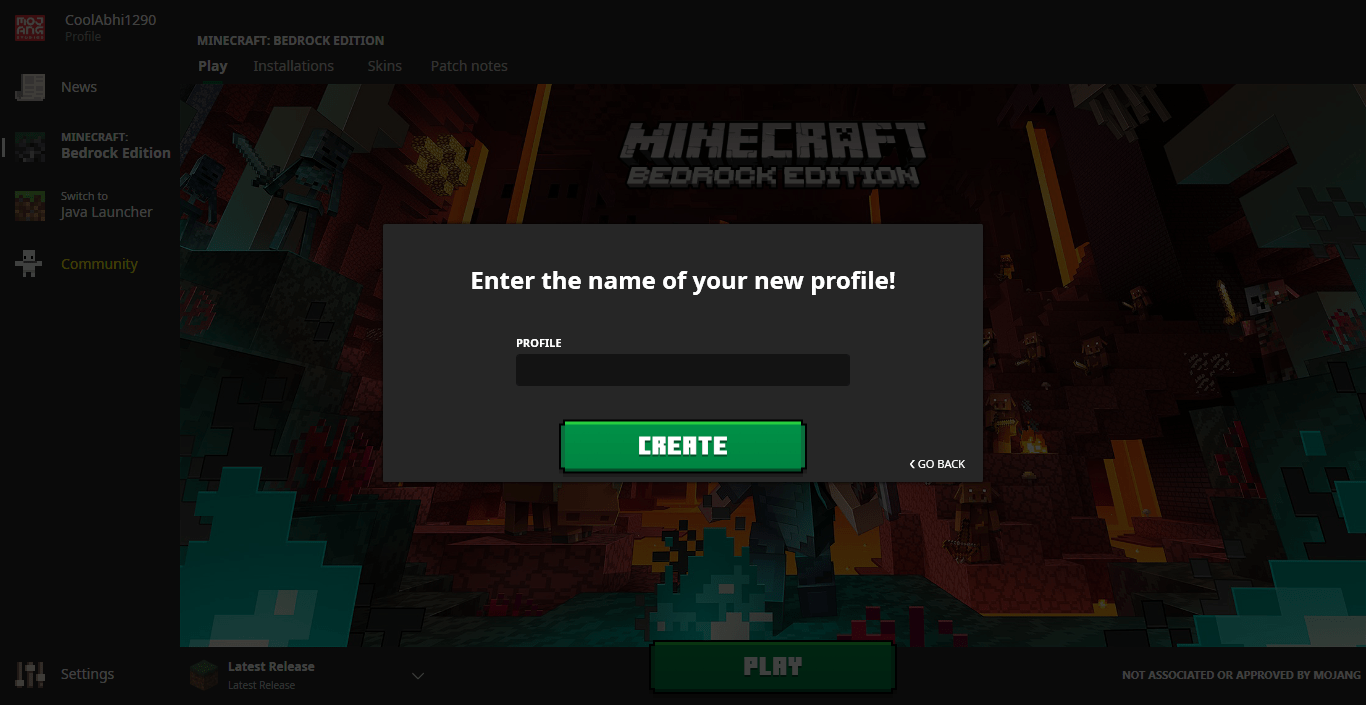 MOJ
ANG
STUDIOS
CoolAbhi1290
Profile
News
MINECRAFT:
Bedrock Edition
Switch to
Java Launcher
Community
Settings
MINECRAFT: BEDROCK EDITION
Play Installations Skins Patch notes
MINECRAFT
BEDROCK EDITION
Enter the name of your new profile!
PROFILE
CREATE
GO BACK
Latest Release
Latest Release
PLAY
NOT ASSOCIATED OR APPROVED BY MOJANG